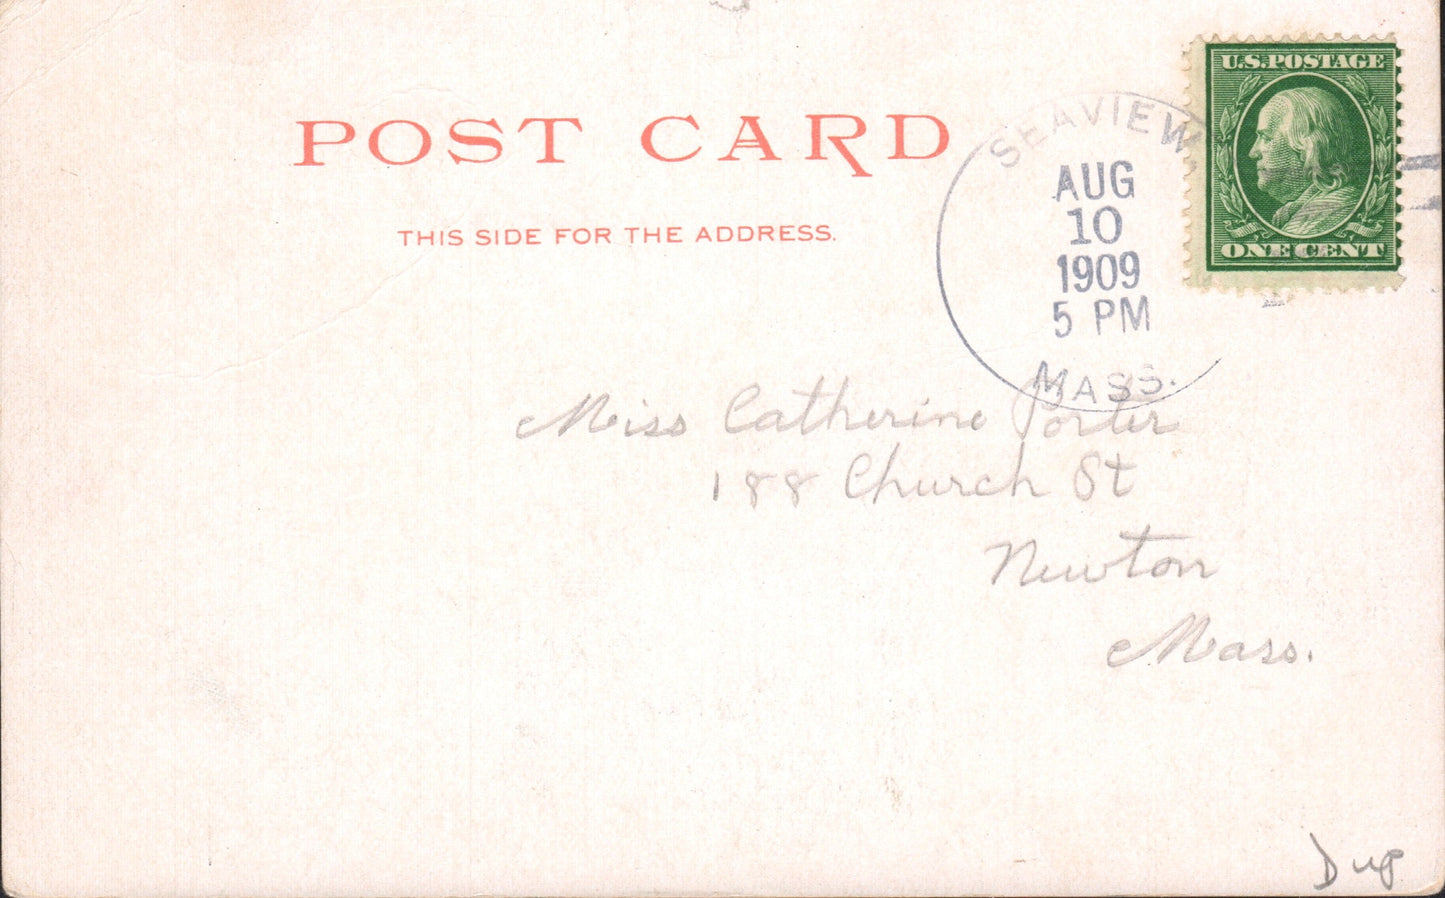 POST CARD
THIS SIDE FOR THE ADDRESS.
SEAVIEW,
AUG
10
1909
5 PM
MASS.
U.S. POSTAGE
ONE CENT
Miss Catherine Porter
188 Church St
Newton
Mass.
Dup